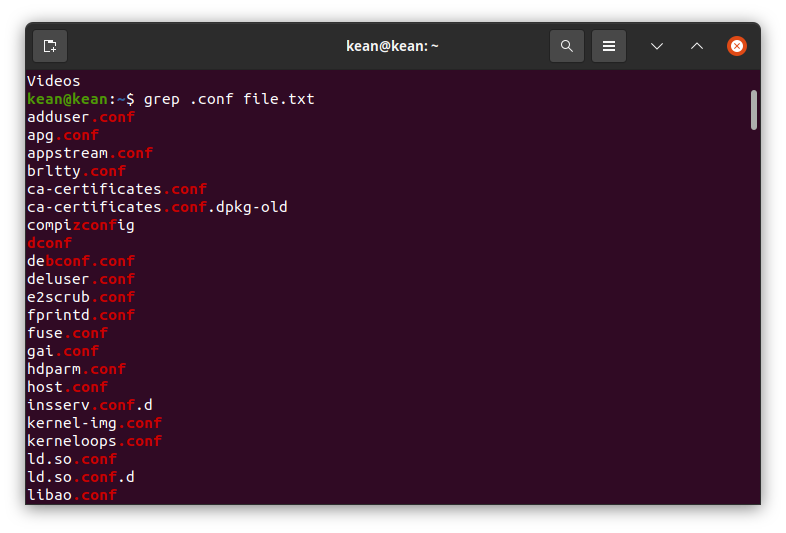 kean@kean: ~
Videos
kean@kean:~$ grep .conf file.txt
adduser.conf
apg.conf
appstream.conf
brltty.conf
ca-certificates.conf
ca-certificates.conf.dpkg-old
compizconfig
dconf
debconf.conf
deluser.conf
e2scrub.conf
fprintd.conf
fuse.conf
gai.conf
hdparm.conf
host.conf
insserv.conf.d
kernel-img.conf
kerneloops.conf
ld.so.conf
ld.so.conf.d
libao.conf